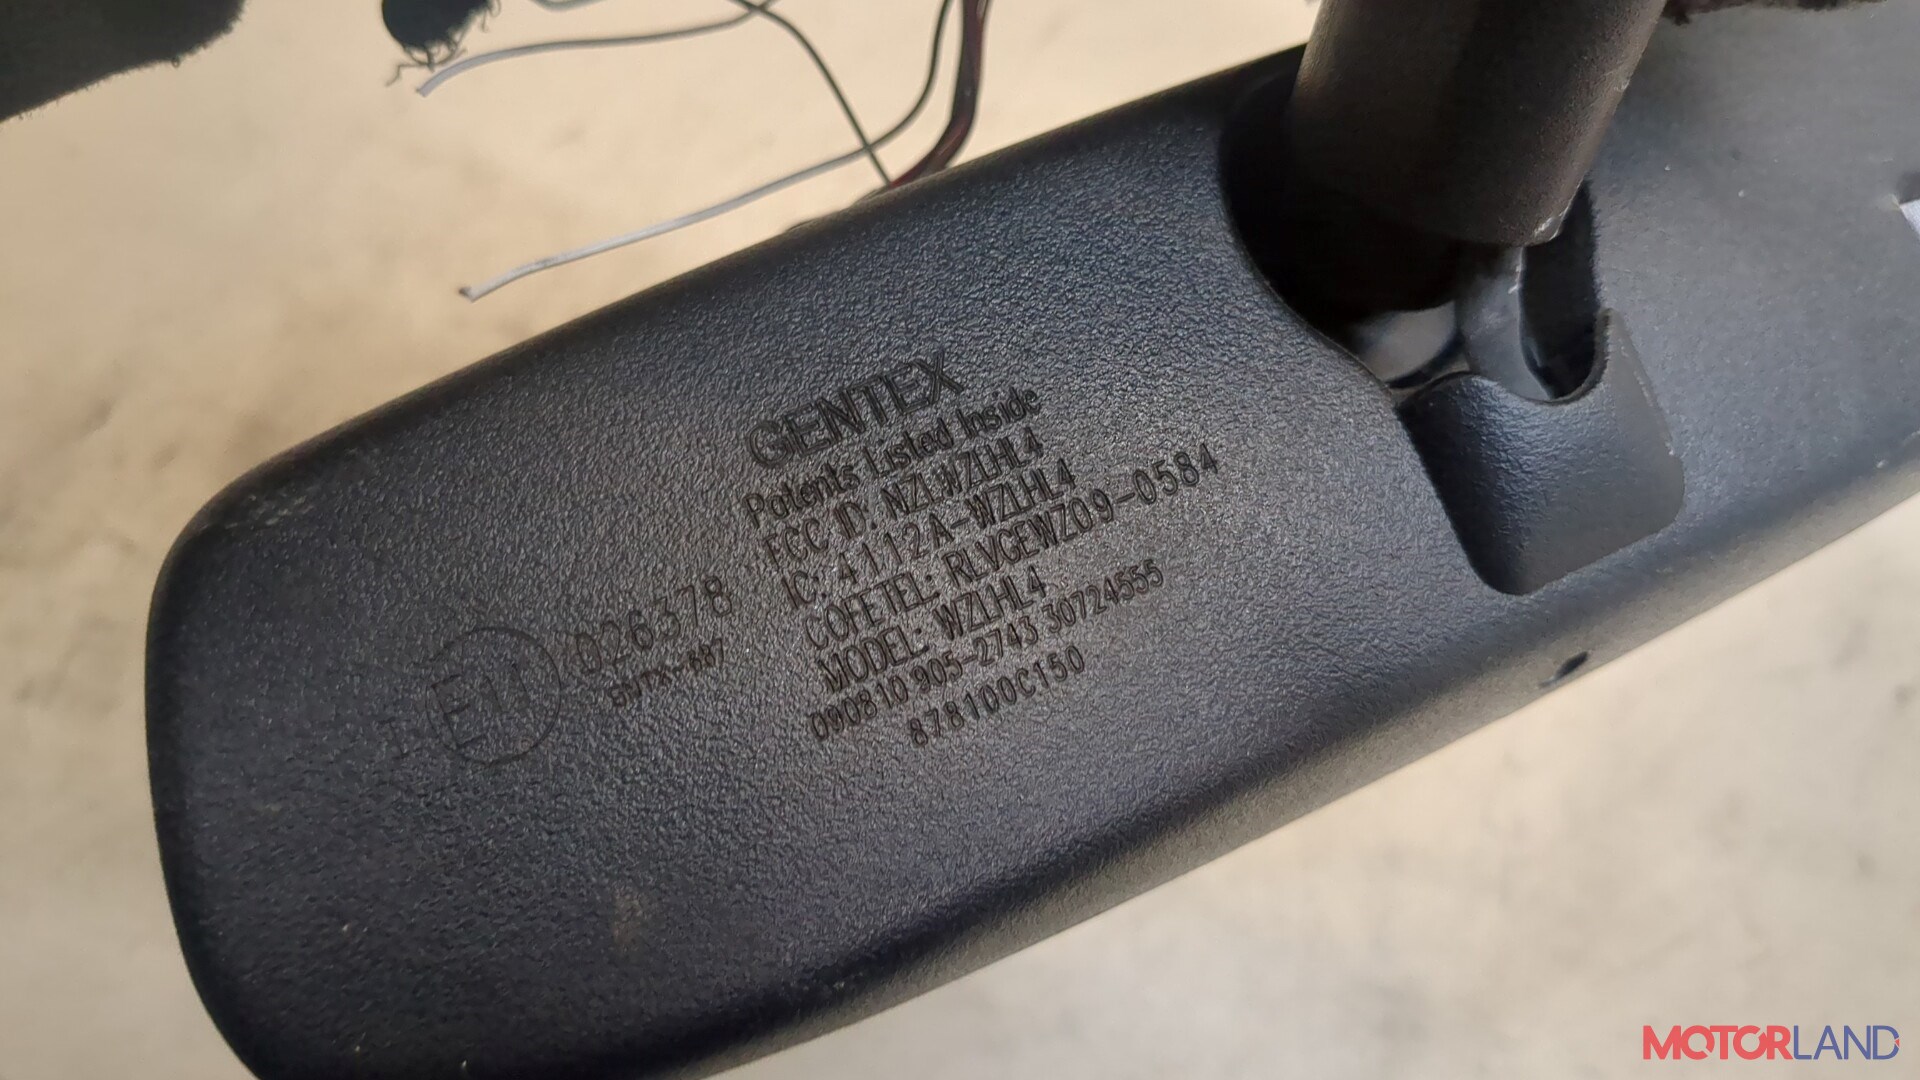 GENTEX
Patents Listed Inside
FCC ID: NZLWZLHL4
IC: 4112A-WZLHL4
COFETEL: RLVGEWZ09-0584
MODEL: WZLHL4
090810 905-2743 30724555
878100C150
026378
E11
MOTORLAND